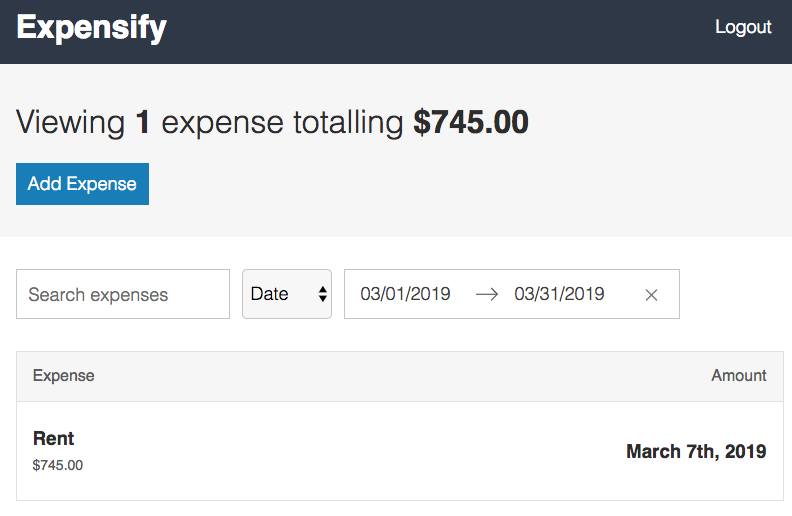 Expensify
Logout
Viewing 1 expense totalling $745.00
Add Expense
Search expenses
Date
03/01/2019 → 03/31/2019 ×
Expense Amount
Rent
$745.00
March 7th, 2019